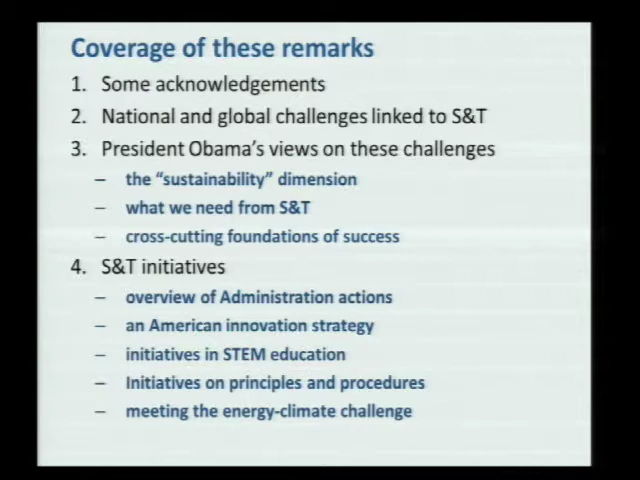 Coverage of these remarks
1. Some acknowledgements
2. National and global challenges linked to S&T
3. President Obama's views on these challenges
– the "sustainability" dimension
– what we need from S&T
– cross-cutting foundations of success
4. S&T initiatives
– overview of Administration actions
– an American innovation strategy
– initiatives in STEM education
– Initiatives on principles and procedures
– meeting the energy-climate challenge